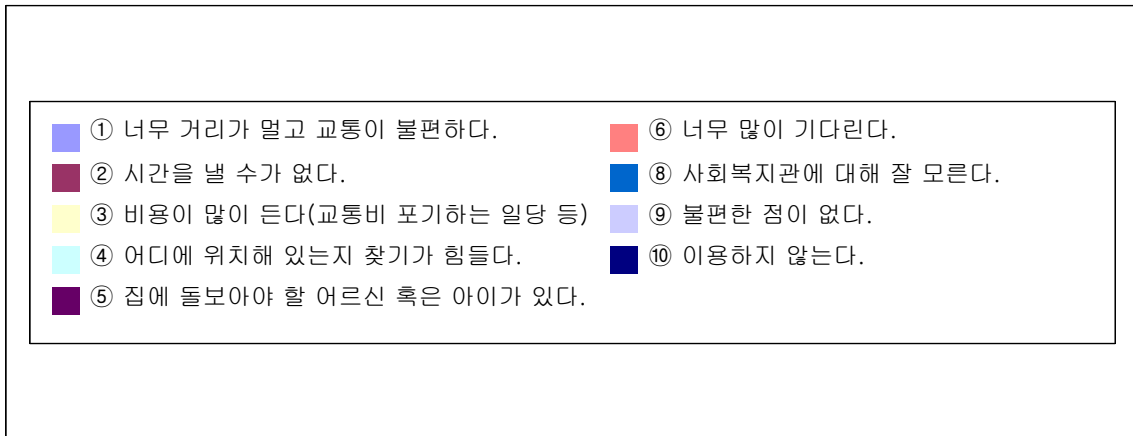 ① 너무 거리가 멀고 교통이 불편하다.
② 시간을 낼 수가 없다.
③ 비용이 많이 든다(교통비 포기하는 일당 등)
④ 어디에 위치해 있는지 찾기가 힘들다.
⑤ 집에 돌보아야 할 어르신 혹은 아이가 있다.
⑥ 너무 많이 기다린다.
⑧ 사회복지관에 대해 잘 모른다.
⑨ 불편한 점이 없다.
⑩ 이용하지 않는다.